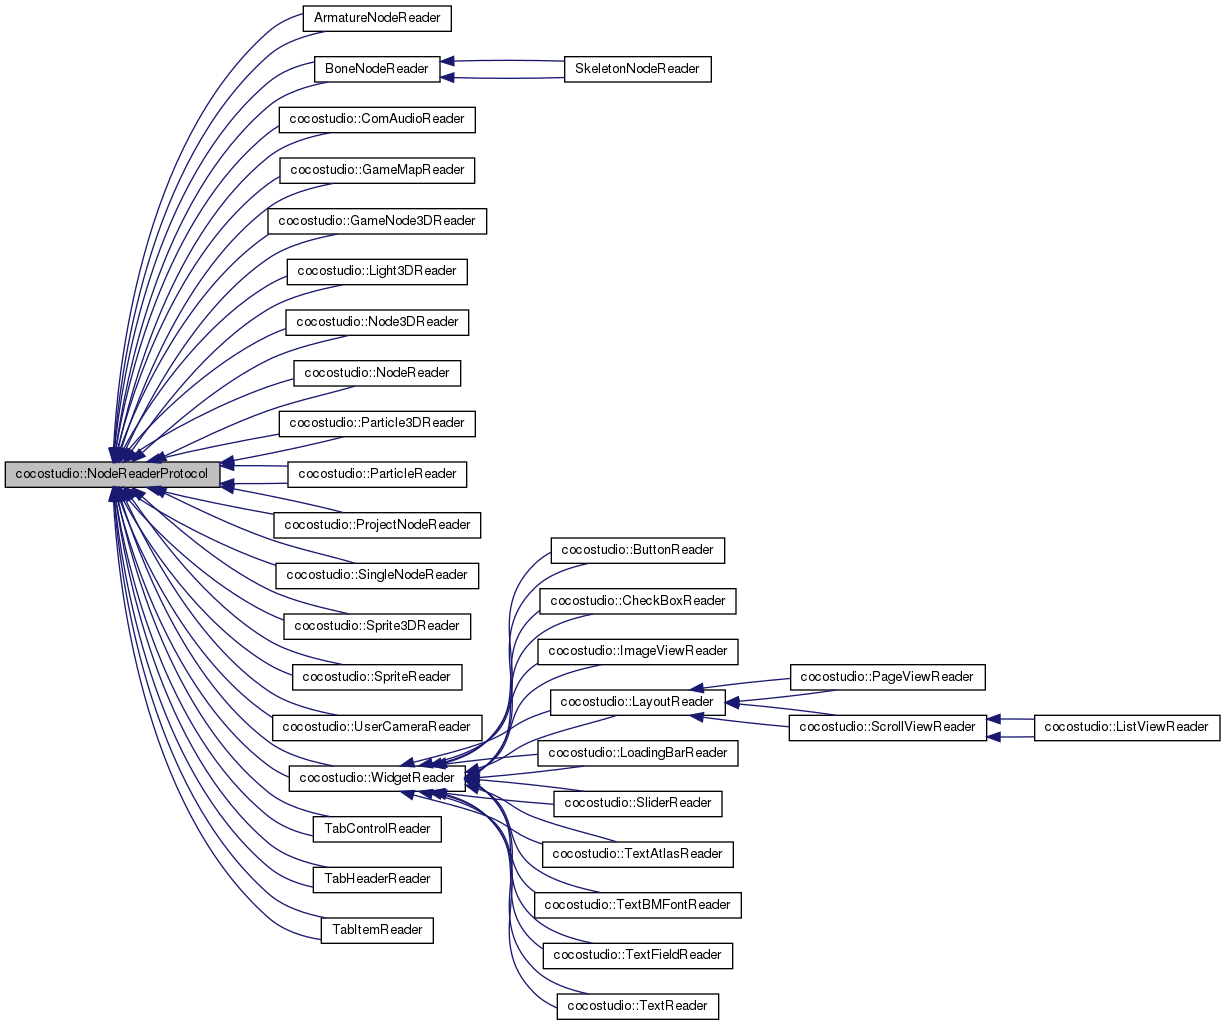 ArmatureNodeReader
BoneNodeReader
SkeletonNodeReader
cocostudio::ComAudioReader
cocostudio::GameMapReader
cocostudio::GameNode3DReader
cocostudio::Light3DReader
cocostudio::Node3DReader
cocostudio::NodeReader
cocostudio::Particle3DReader
cocostudio::NodeReaderProtocol
cocostudio::ParticleReader
cocostudio::ProjectNodeReader
cocostudio::ButtonReader
cocostudio::SingleNodeReader
cocostudio::CheckBoxReader
cocostudio::Sprite3DReader
cocostudio::ImageViewReader
cocostudio::SpriteReader
cocostudio::PageViewReader
cocostudio::LayoutReader
cocostudio::UserCameraReader
cocostudio::ScrollViewReader
cocostudio::ListViewReader
cocostudio::LoadingBarReader
cocostudio::WidgetReader
cocostudio::SliderReader
TabControlReader
cocostudio::TextAtlasReader
TabHeaderReader
cocostudio::TextBMFontReader
TabItemReader
cocostudio::TextFieldReader
cocostudio::TextReader